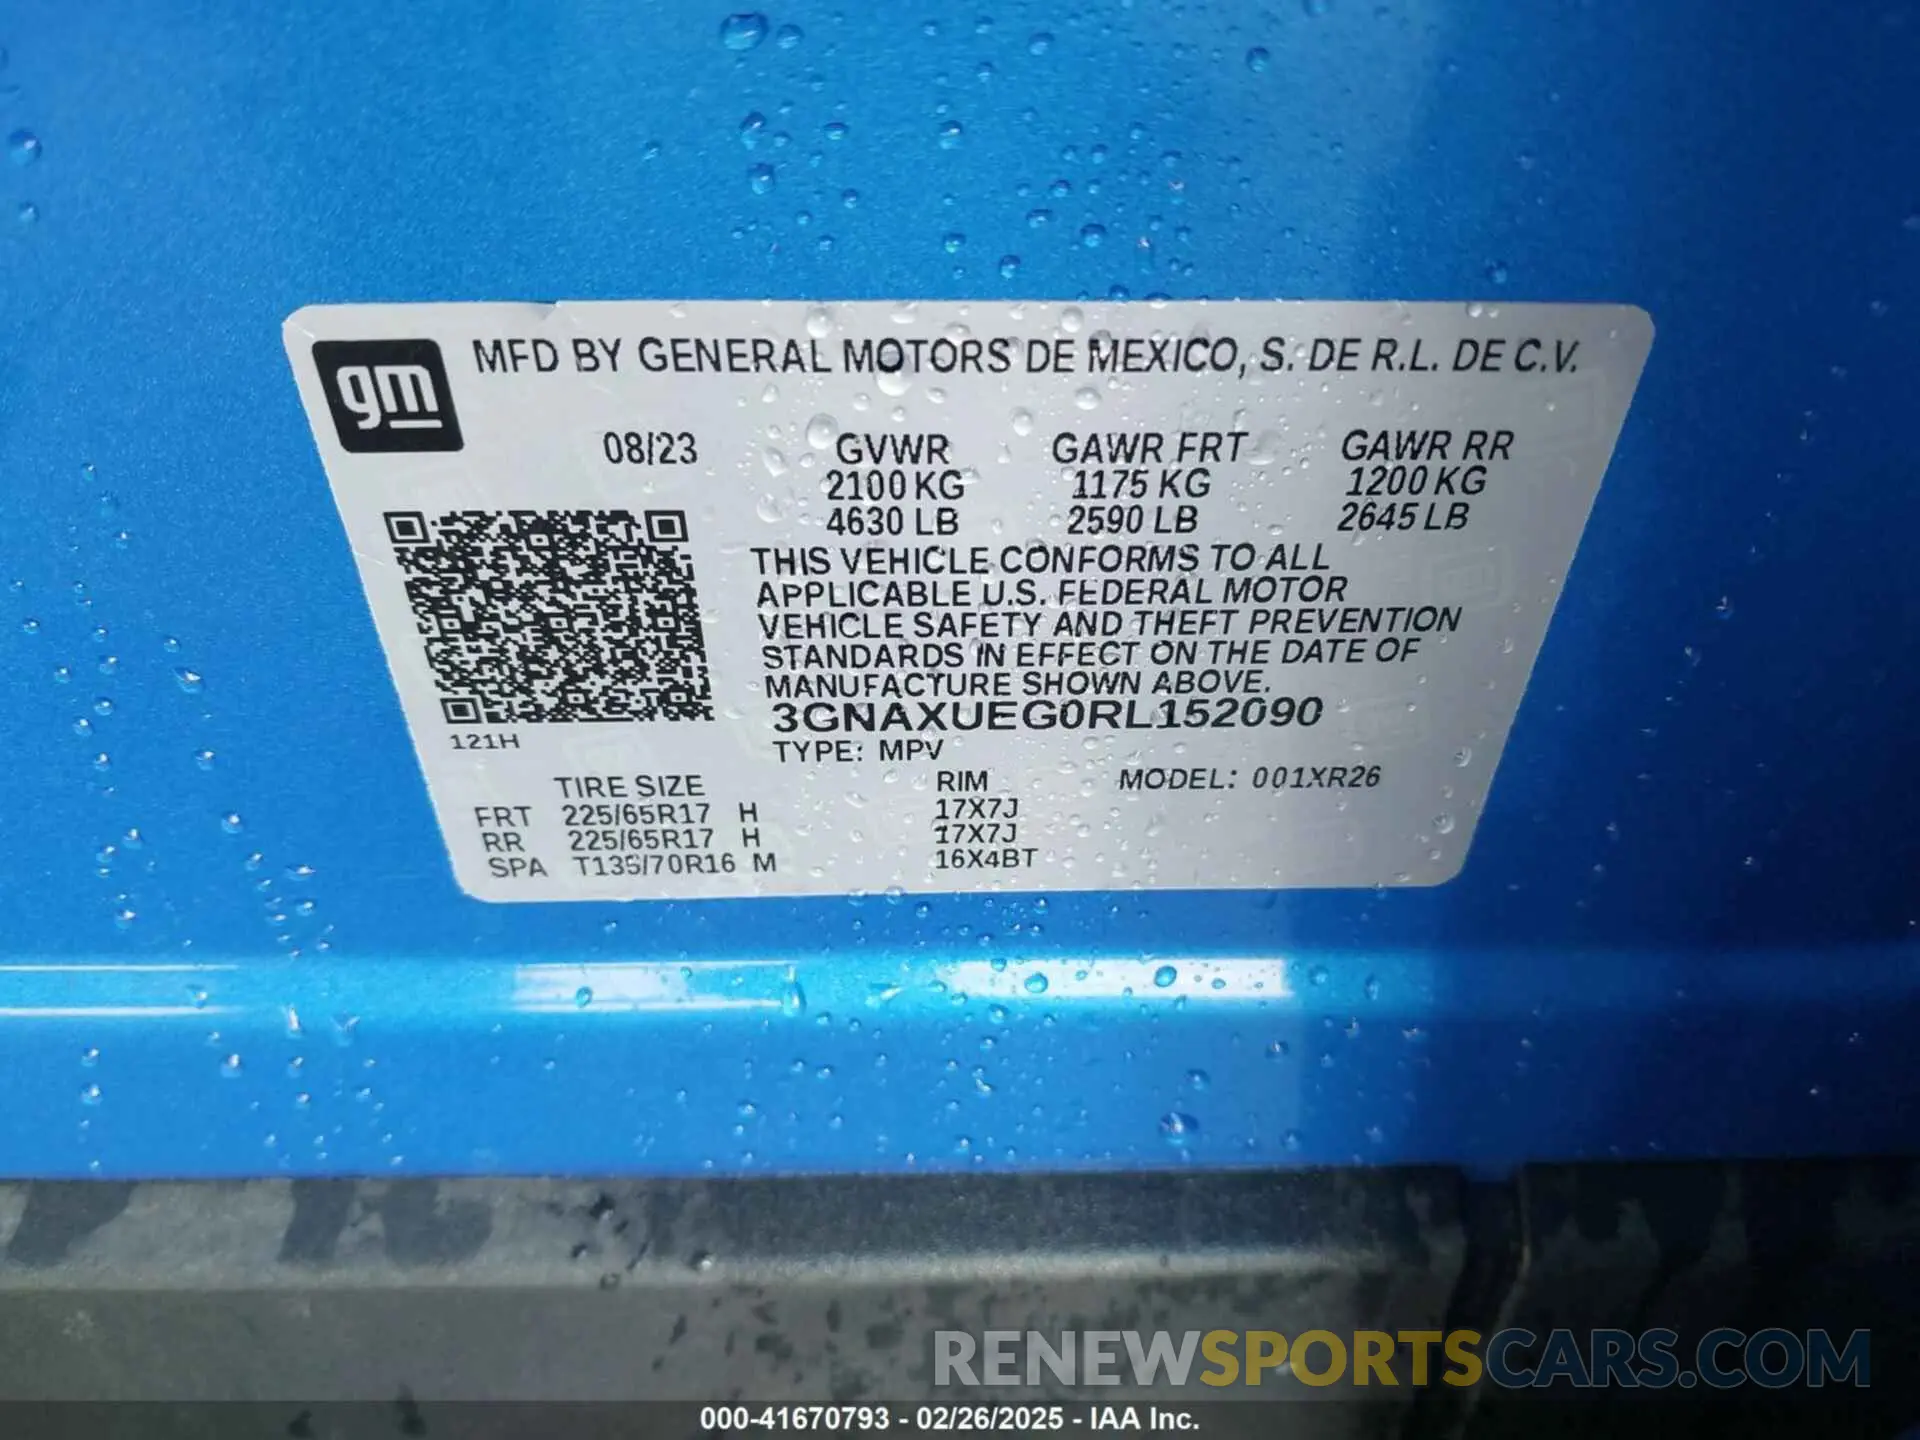 gm
MFD BY GENERAL MOTORS DE MEXICO, S. DE R.L. DE C.V.
08/23 GVWR GAWR FRT GAWR RR
2100 KG 1175 KG 1200 KG
4630 LB 2590 LB 2645 LB
THIS VEHICLE CONFORMS TO ALL
APPLICABLE U.S. FEDERAL MOTOR
VEHICLE SAFETY AND THEFT PREVENTION
STANDARDS IN EFFECT ON THE DATE OF
MANUFACTURE SHOWN ABOVE.
3GNAXUEG0RL152090
121H
TYPE: MPV
TIRE SIZE RIM MODEL: 001XR26
FRT 225/65R17 H 17X7J
RR 225/65R17 H 17X7J
SPA T135/70R16 M 16X4BT
RENEWSPORTSCARS.COM
000-41670793 - 02/26/2025 - IAA Inc.